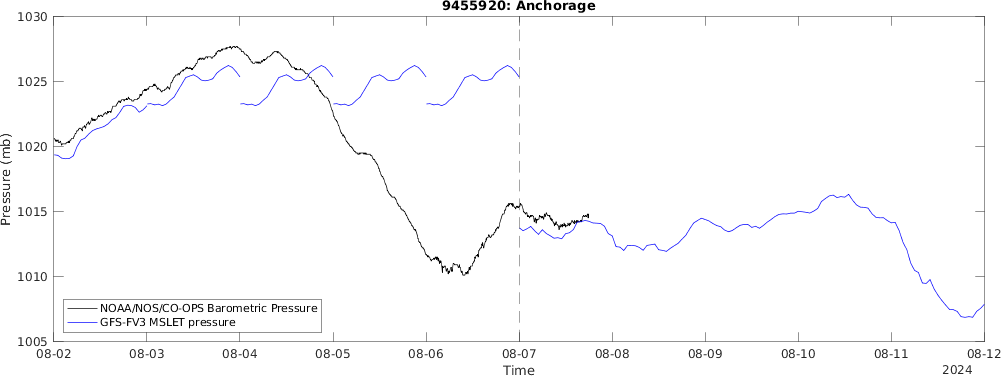 9455920: Anchorage
1030
1025
1020
1015
1010
1005
Pressure (mb)
NOAA/NOS/CO-OPS Barometric Pressure
GFS-FV3 MSLET pressure
08-02 08-03 08-04 08-05 08-06 08-07 08-08 08-09 08-10 08-11 08-12
Time
2024